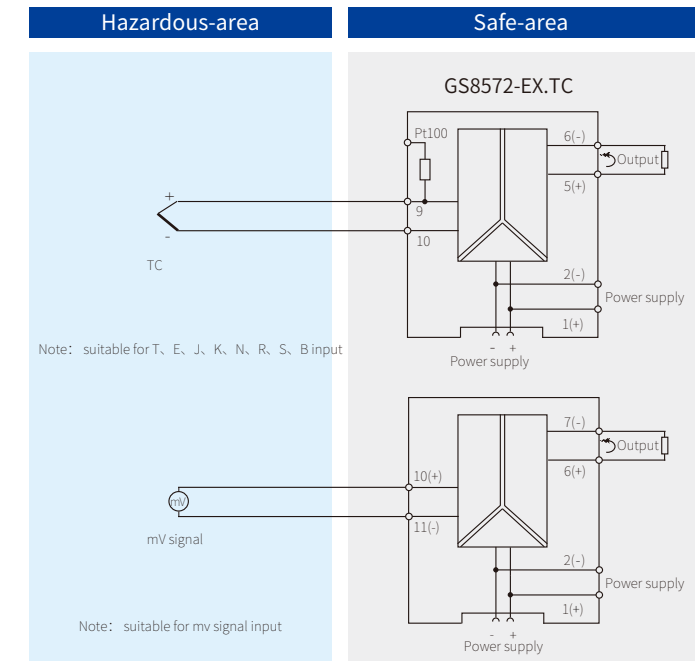 Hazardous-area
Safe-area
GS8572-EX.TC
Pt100
6(-)
Output
5(+)
+
9
-
10
TC
2(-)
Power supply
1(+)
- +
Power supply
Note: suitable for T、E、J、K、N、R、S、B input
7(-)
Output
6(+)
10(+)
mV
11(-)
mV signal
2(-)
Power supply
1(+)
- +
Power supply
Note: suitable for mv signal input